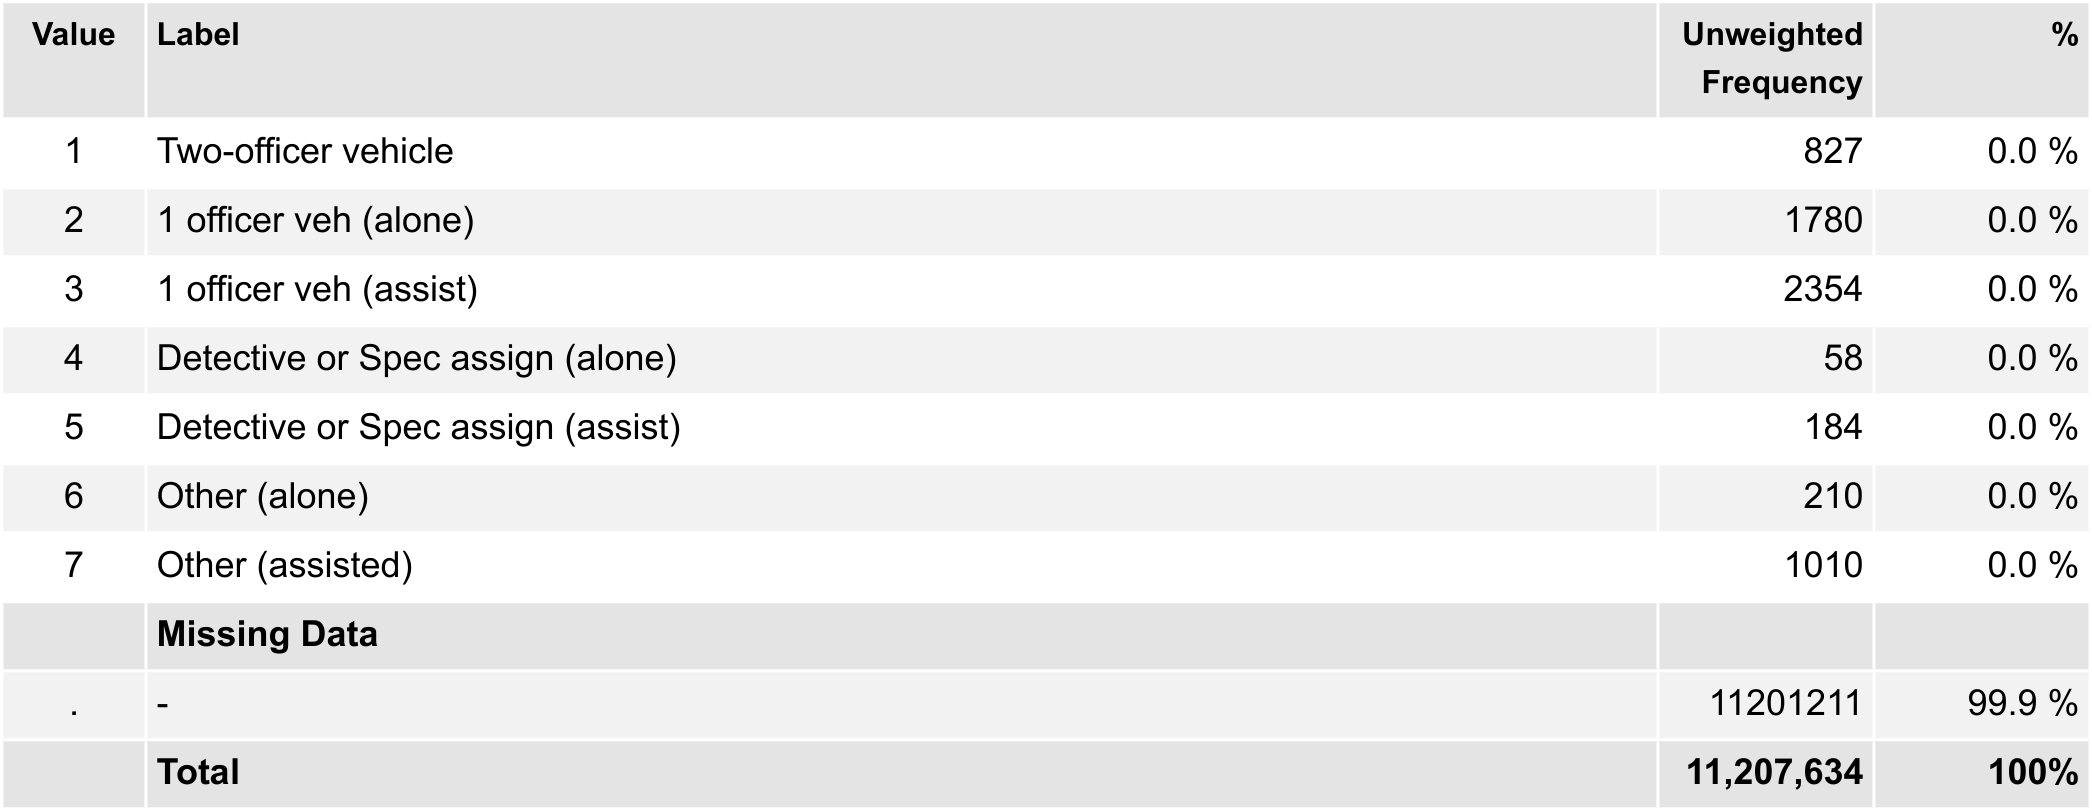 Value Label Unweighted Frequency %
1 Two-officer vehicle 827 0.0 %
2 1 officer veh (alone) 1780 0.0 %
3 1 officer veh (assist) 2354 0.0 %
4 Detective or Spec assign (alone) 58 0.0 %
5 Detective or Spec assign (assist) 184 0.0 %
6 Other (alone) 210 0.0 %
7 Other (assisted) 1010 0.0 %
Missing Data
. - 11201211 99.9 %
Total 11,207,634 100%